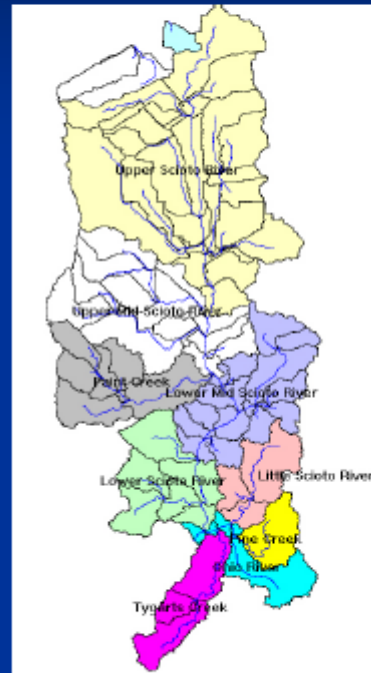 Upper Scioto River
Upper Mid Scioto River
Paint Creek
Lower Mid Scioto River
Lower Scioto River
Little Scioto River
Pine Creek
Ohio River
Tygarts Creek